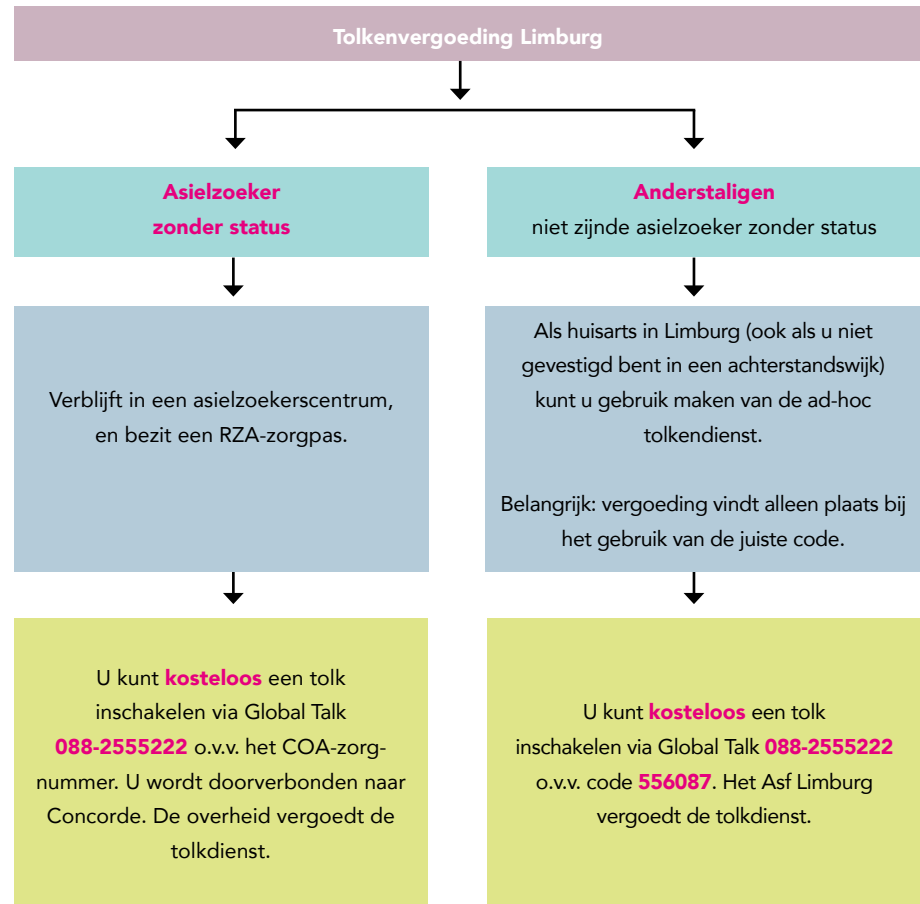 Tolkenvergoeding Limburg
Asielzoeker
zonder status
Verblijft in een asielzoekerscentrum,
en bezit een RZA-zorgpas.
U kunt kosteloos een tolk
inschakelen via Global Talk
088-2555222 o.v.v. het COA-zorg-
nummer. U wordt doorverbonden naar
Concorde. De overheid vergoedt de
tolkdienst.
Anderstaligen
niet zijnde asielzoeker zonder status
Als huisarts in Limburg (ook als u niet
gevestigd bent in een achterstandswijk)
kunt u gebruik maken van de ad-hoc
tolkendienst.
Belangrijk: vergoeding vindt alleen plaats bij
het gebruik van de juiste code.
U kunt kosteloos een tolk
inschakelen via Global Talk 088-2555222
o.v.v. code 556087. Het Asf Limburg
vergoedt de tolkdienst.